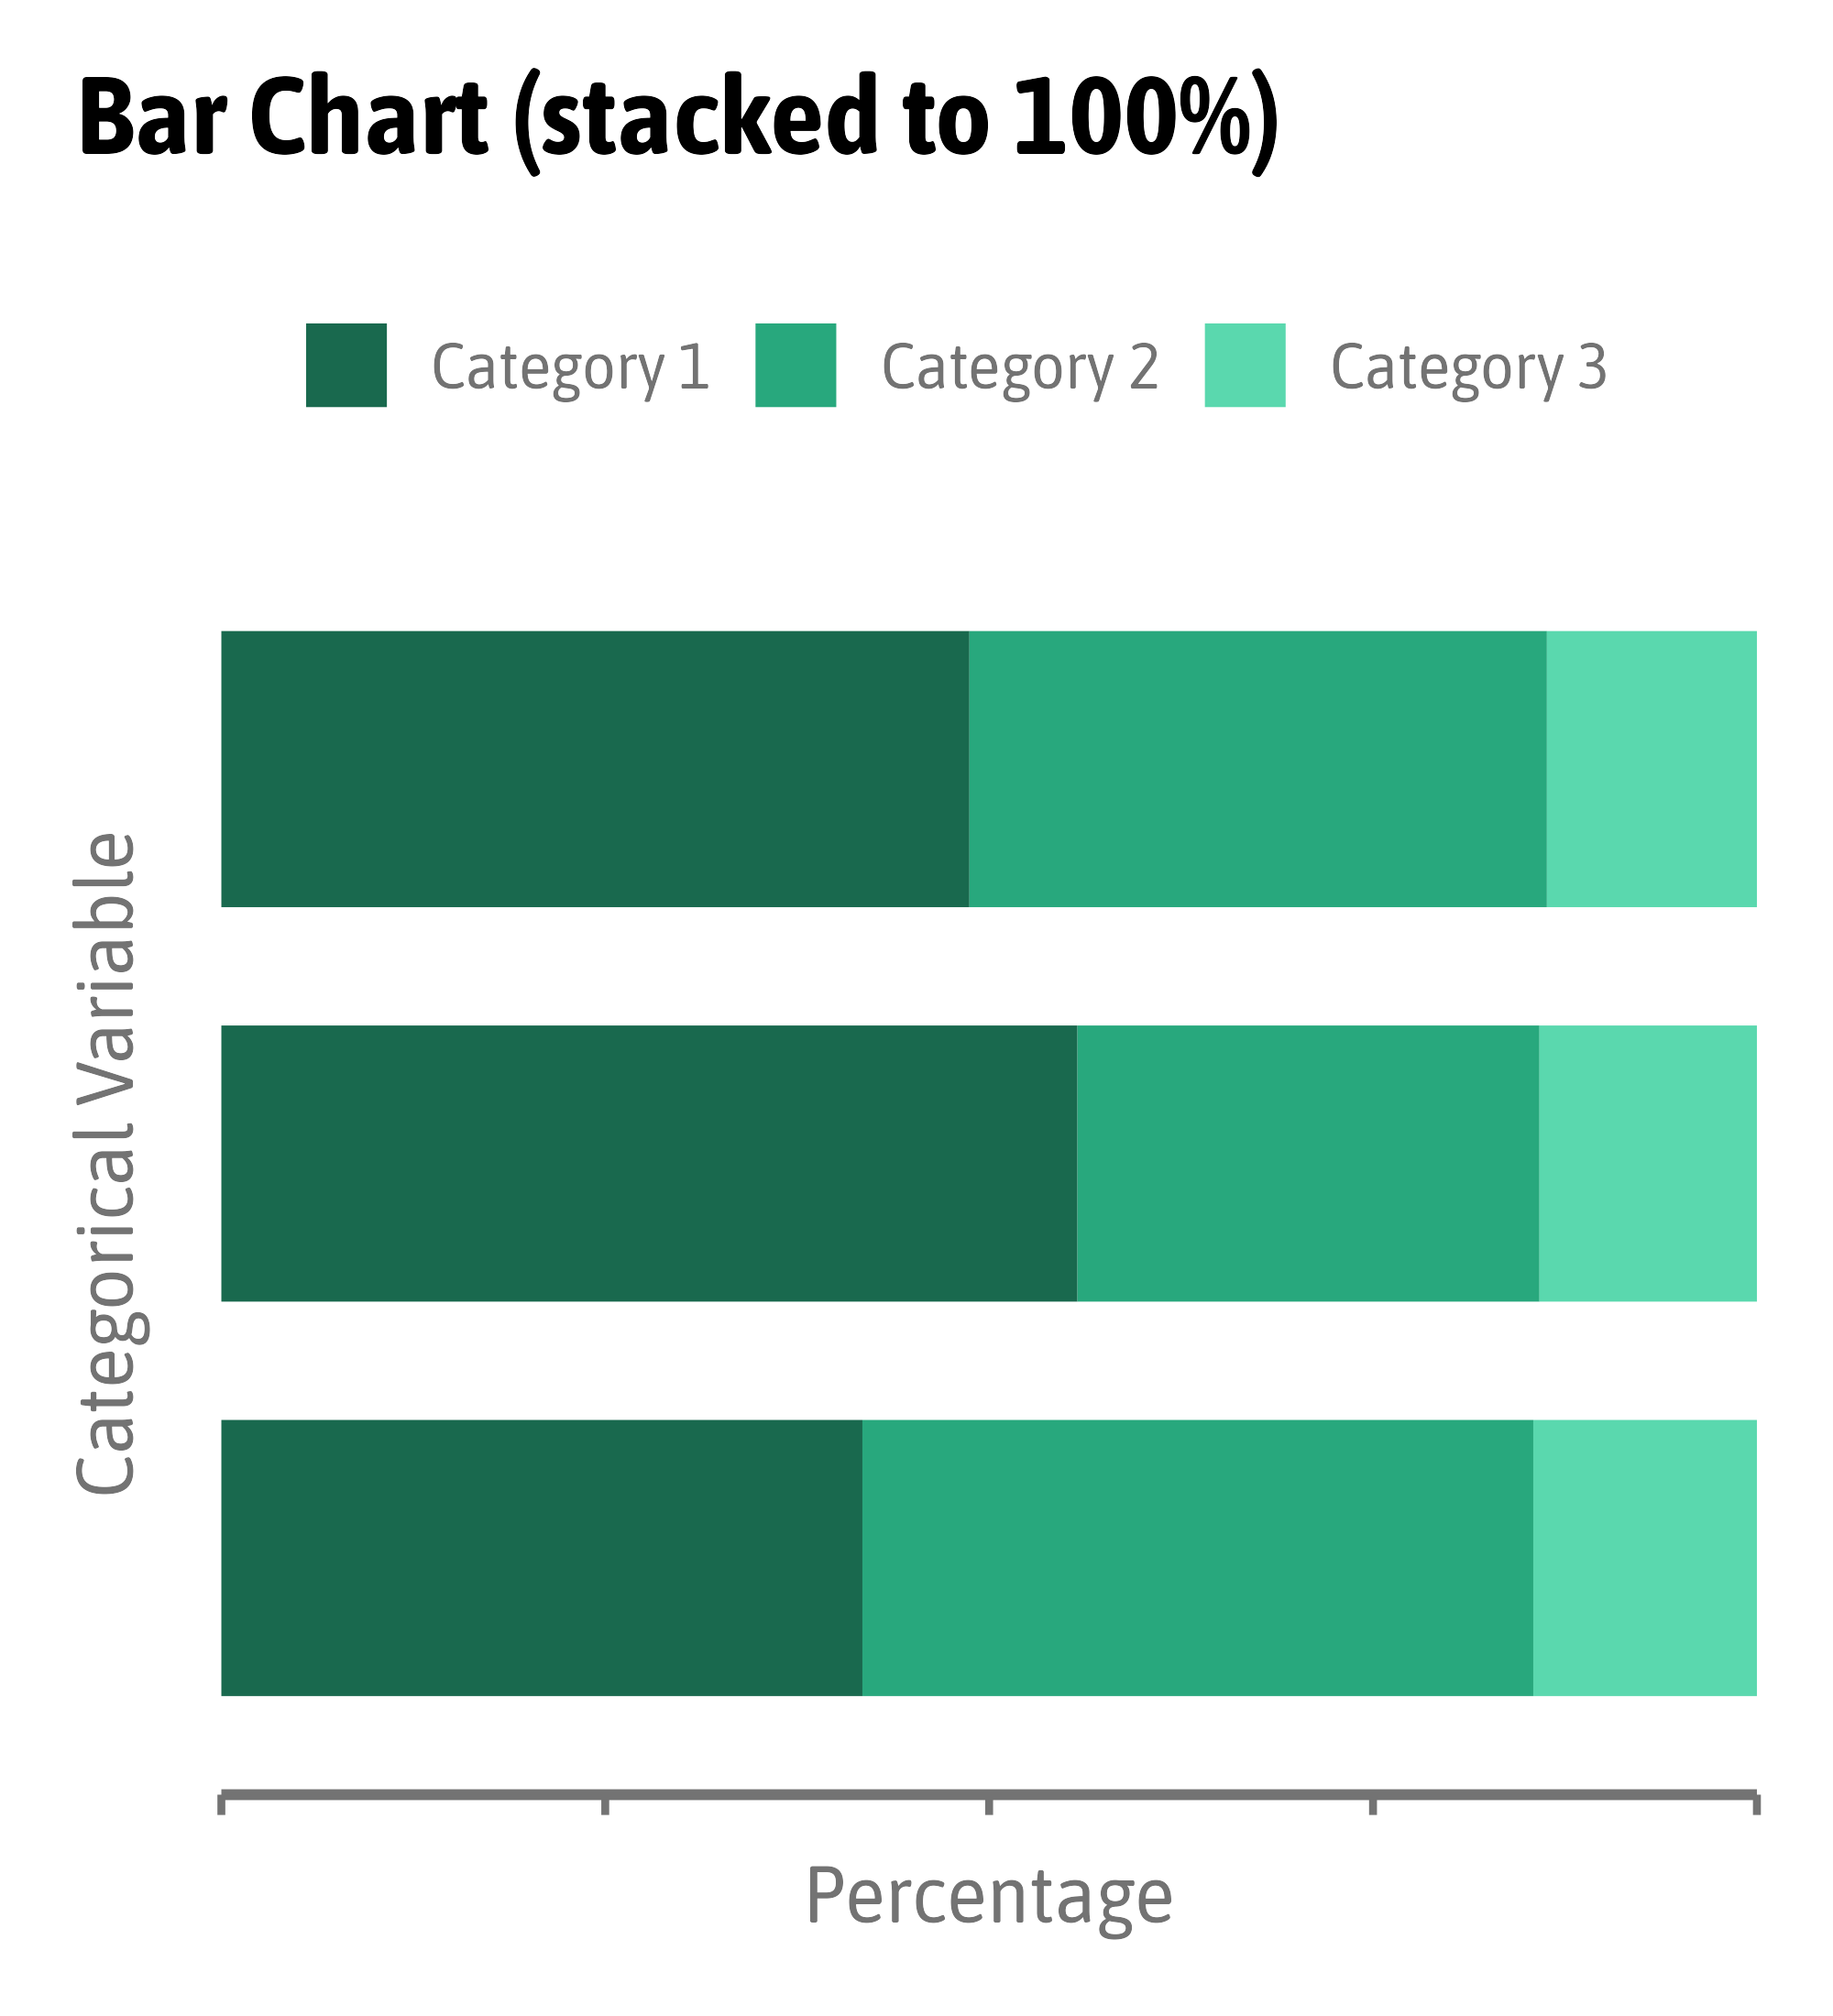 Bar Chart (stacked to 100%)
Category 1
Category 2
Category 3
Categorical Variable
Percentage